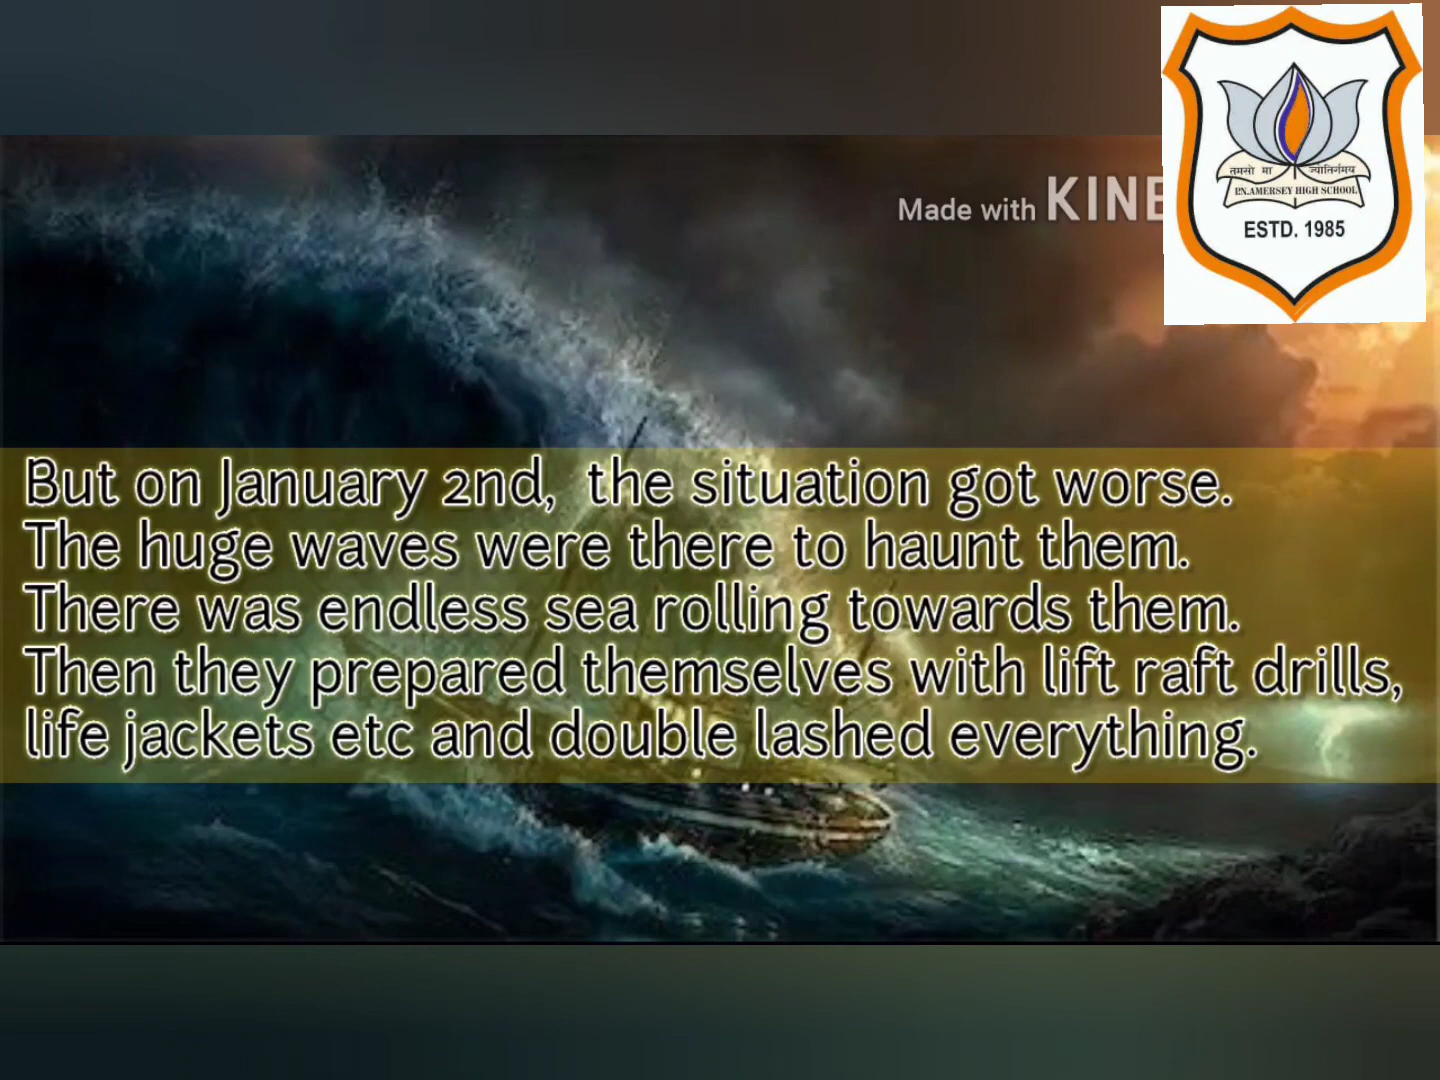 Made with KINE
तमसो मा ज्योतिर्गमय
P.N.AMERSEY HIGH SCHOOL
ESTD. 1985
But on January 2nd, the situation got worse.
The huge waves were there to haunt them.
There was endless sea rolling towards them.
Then they prepared themselves with lift raft drills,
life jackets etc and double lashed everything.